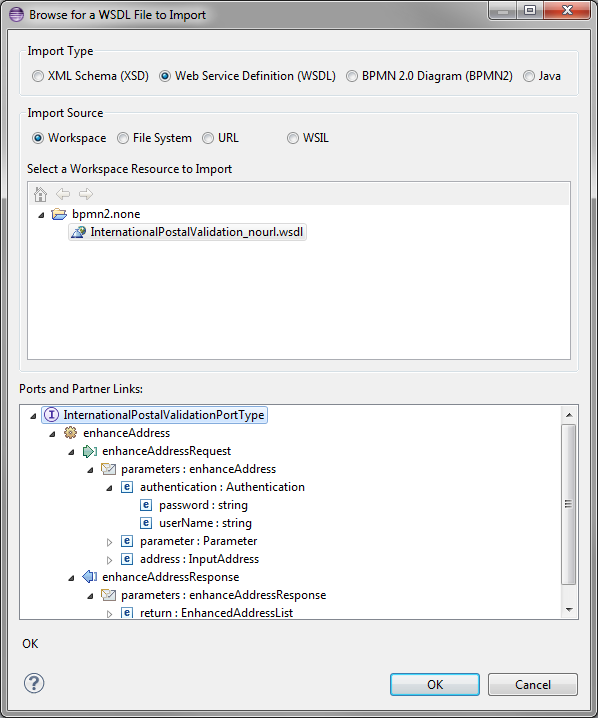 Browse for a WSDL File to Import
Import Type
XML Schema (XSD) Web Service Definition (WSDL) BPMN 2.0 Diagram (BPMN2) Java
Import Source
Workspace File System URL WSIL
Select a Workspace Resource to Import
bpmn2.none
InternationalPostalValidation_nourl.wsdl
Ports and Partner Links:
InternationalPostalValidationPortType
enhanceAddress
enhanceAddressRequest
parameters : enhanceAddress
authentication : Authentication
password : string
userName : string
parameter : Parameter
address : InputAddress
enhanceAddressResponse
parameters : enhanceAddressResponse
return : EnhancedAddressList
OK
OK Cancel